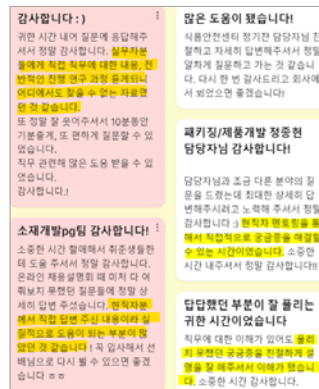 감사합니다 : )
귀한 시간 내어 질문에 응답해주
셔서 정말 감사합니다. 실무자분
들에게 직접 직무에 대한 내용, 전
반적인 진행 연구 과정 듣게되니
어디에서도 찾을 수 없는 자료였
던 것 같습니다.
또 정말 잘 웃어주셔서 10분동안
기분좋게, 또 편하게 질문할 수 있
었습니다.
직무 관련해 많은 도움 받을 수 있
었습니다.
감사합니다.!
소재개발pg팀 감사합니다!
소중한 시간 할애해서 취준생들한
테 도움 주셔서 정말 감사합니다.
온라인 채용설명회 때 미처 다 여
쭤보지 못했던 질문들에 정말 상
세히 답변 주셨습니다. 현직자분
께서 직접 답변 주신 내용이라 실
질적으로 도움이 되는 부분이 많
았던 것 같습니다! 꼭 입사해서 선
배님으로 다시 뵐 수 있으면 좋겠
습니다 ㅎㅎ
많은 도움이 됐습니다!
식품안전센터 정기찬 담당자님 친
절하고 자세히 답변해주셔서 정말
알차게 질문하고 가는 것 같습니
다. 다시 한 번 감사드리고 회사에
서 뵈었으면 좋겠습니다!
패키징/제품개발 정중현
담당자님 감사합니다!
담당자님과 조금 다른 분야의 질
문을 드렸는데 최대한 상세히 답
변해주시려고 노력해 주셔서 정말
감사합니다 :) 현직자 멘토링을 통
해서 직접적으로 궁금증을 해결할
수 있는 시간이었습니다. 소중한
시간 내주셔서 정말 감사합니다!!
답답했던 부분이 잘 풀리는
귀한 시간이었습니다
직무에 대한 이해가 있어도 풀리
지 못했던 궁금증을 친절하게 설
명을 잘 해주셔서 이해가 됐습니
다. 소중한 시간 감사합니다.